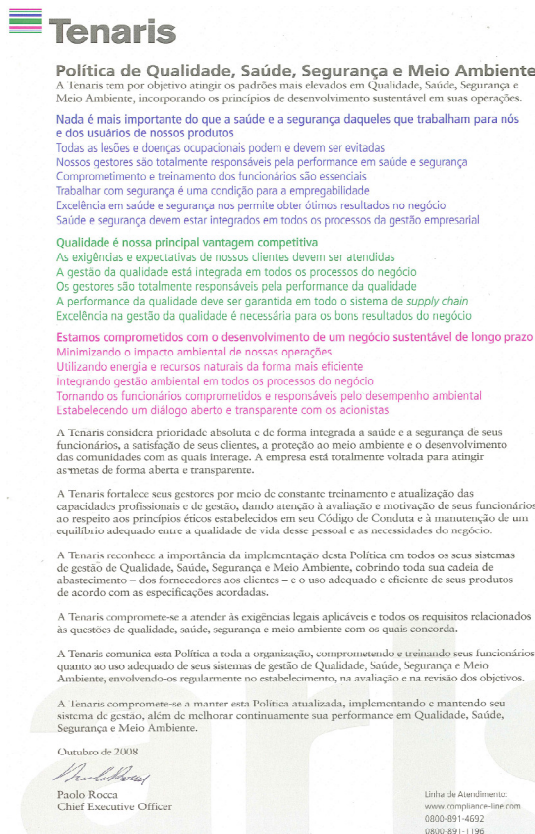 Tenaris
Política de Qualidade, Saúde, Segurança e Meio Ambiente
A Tenaris tem por objetivo atingir os padrões mais elevados em Qualidade, Saúde, Segurança e
Meio Ambiente, incorporando os princípios de desenvolvimento sustentável em suas operações.
Nada é mais importante do que a saúde e a segurança daqueles que trabalham para nós
e dos usuários de nossos produtos
Todas as lesões e doenças ocupacionais podem e devem ser evitadas
Nossos gestores são totalmente responsáveis pela performance em saúde e segurança
Comprometimento e treinamento dos funcionários são essenciais
Trabalhar com segurança é uma condição para a empregabilidade
Excelência em saúde e segurança nos permite obter ótimos resultados no negócio
Saúde e segurança devem estar integrados em todos os processos da gestão empresarial
Qualidade é nossa principal vantagem competitiva
As exigências e expectativas de nossos clientes devem ser atendidas
A gestão da qualidade está integrada em todos os processos do negócio
Os gestores são totalmente responsáveis pela performance da qualidade
A performance da qualidade deve ser garantida em todo o sistema de supply chain
Excelência na gestão da qualidade é necessária para os bons resultados do negócio
Estamos comprometidos com o desenvolvimento de um negócio sustentável de longo prazo
Minimizando o impacto ambiental de nossas operações
Utilizando energia e recursos naturais da forma mais eficiente
Integrando gestão ambiental em todos os processos do negócio
Tornando os funcionários comprometidos e responsáveis pelo desempenho ambiental
Estabelecendo um diálogo aberto e transparente com os acionistas
A Tenaris considera prioridade absoluta e de forma integrada a saúde e a segurança de seus
funcionários, a satisfação de seus clientes, a proteção ao meio ambiente e o desenvolvimento
das comunidades com as quais interage. A empresa está totalmente voltada para atingir
as metas de forma aberta e transparente.
A Tenaris fortalece seus gestores por meio de constante treinamento e atualização das
capacidades profissionais e de gestão, dando atenção à avaliação e motivação de seus funcionários
ao respeito aos princípios éticos estabelecidos em seu Código de Conduta e à manutenção de um
equilíbrio adequado entre a qualidade de vida desse pessoal e as necesidades do negócio.
A Tenaris reconhece a importância da implementação desta Política em todos os seus sistemas
de gestão de Qualidade, Saúde, Segurança e Meio Ambiente, cobrindo toda sua cadeia de
abastecimento – dos fornecedores aos clientes – e o uso adequado e eficiente de seus produtos
de acordo com as especificações acordadas.
A Tenaris compromete-se a atender às exigências legais aplicáveis e todos os requisitos relacionados
às questões de qualidade, saúde, segurança e meio ambiente com os quais concorda.
A Tenaris comunica esta Política a toda a organização, comprometendo e treinando seus funcionários
quanto ao uso adequado de seus sistemas de gestão de Qualidade, Saúde, Segurança e Meio
Ambiente, envolvendo-os regularmente no estabelecimento, na avaliação e na revisão dos objetivos.
A Tenaris compromete-se a manter esta Política atualizada, implementando e mantendo seu
sistema de gestão, além de melhorar continuamente sua performance em Qualidade, Saúde,
Segurança e Meio Ambiente.
Outubro de 2008
Paolo Rocca
Chief Executive Officer
Linha de Atendimento:
www.compliance-line.com
0800-891-4692
0800-891-1196